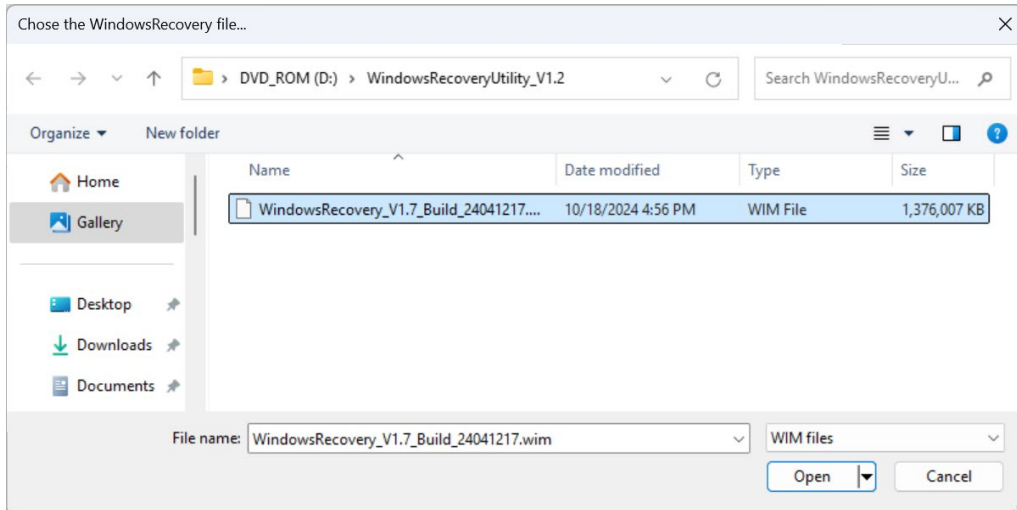 Chose the WindowsRecovery file...
DVD_ROM (D:) > WindowsRecoveryUtility_V1.2
Search WindowsRecoveryU...
Organize
New folder
Name
Date modified
Type
Size
Home
WindowsRecovery_V1.7_Build_24041217....
10/18/2024 4:56 PM
WIM File
1,376,007 KB
Gallery
Desktop
Downloads
Documents
File name:
WindowsRecovery_V1.7_Build_24041217.wim
WIM files
Open
Cancel